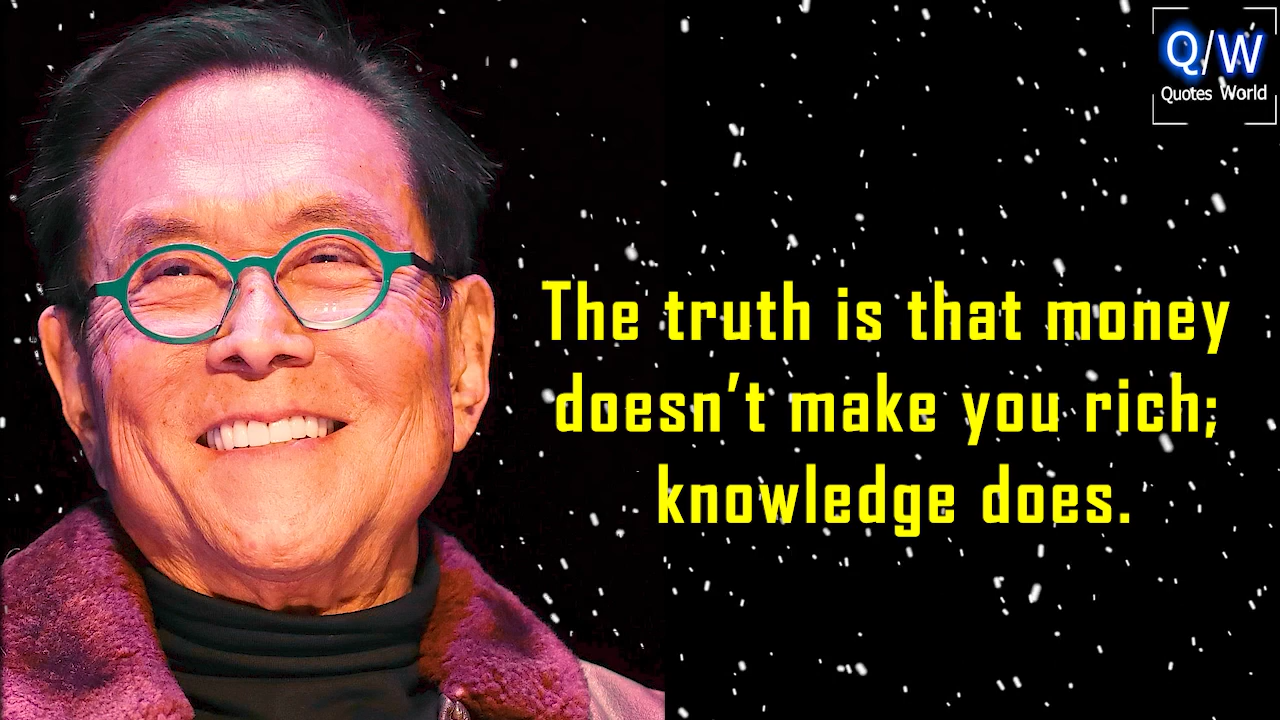 Q/W
Quotes World
The truth is that money
doesn’t make you rich;
knowledge does.